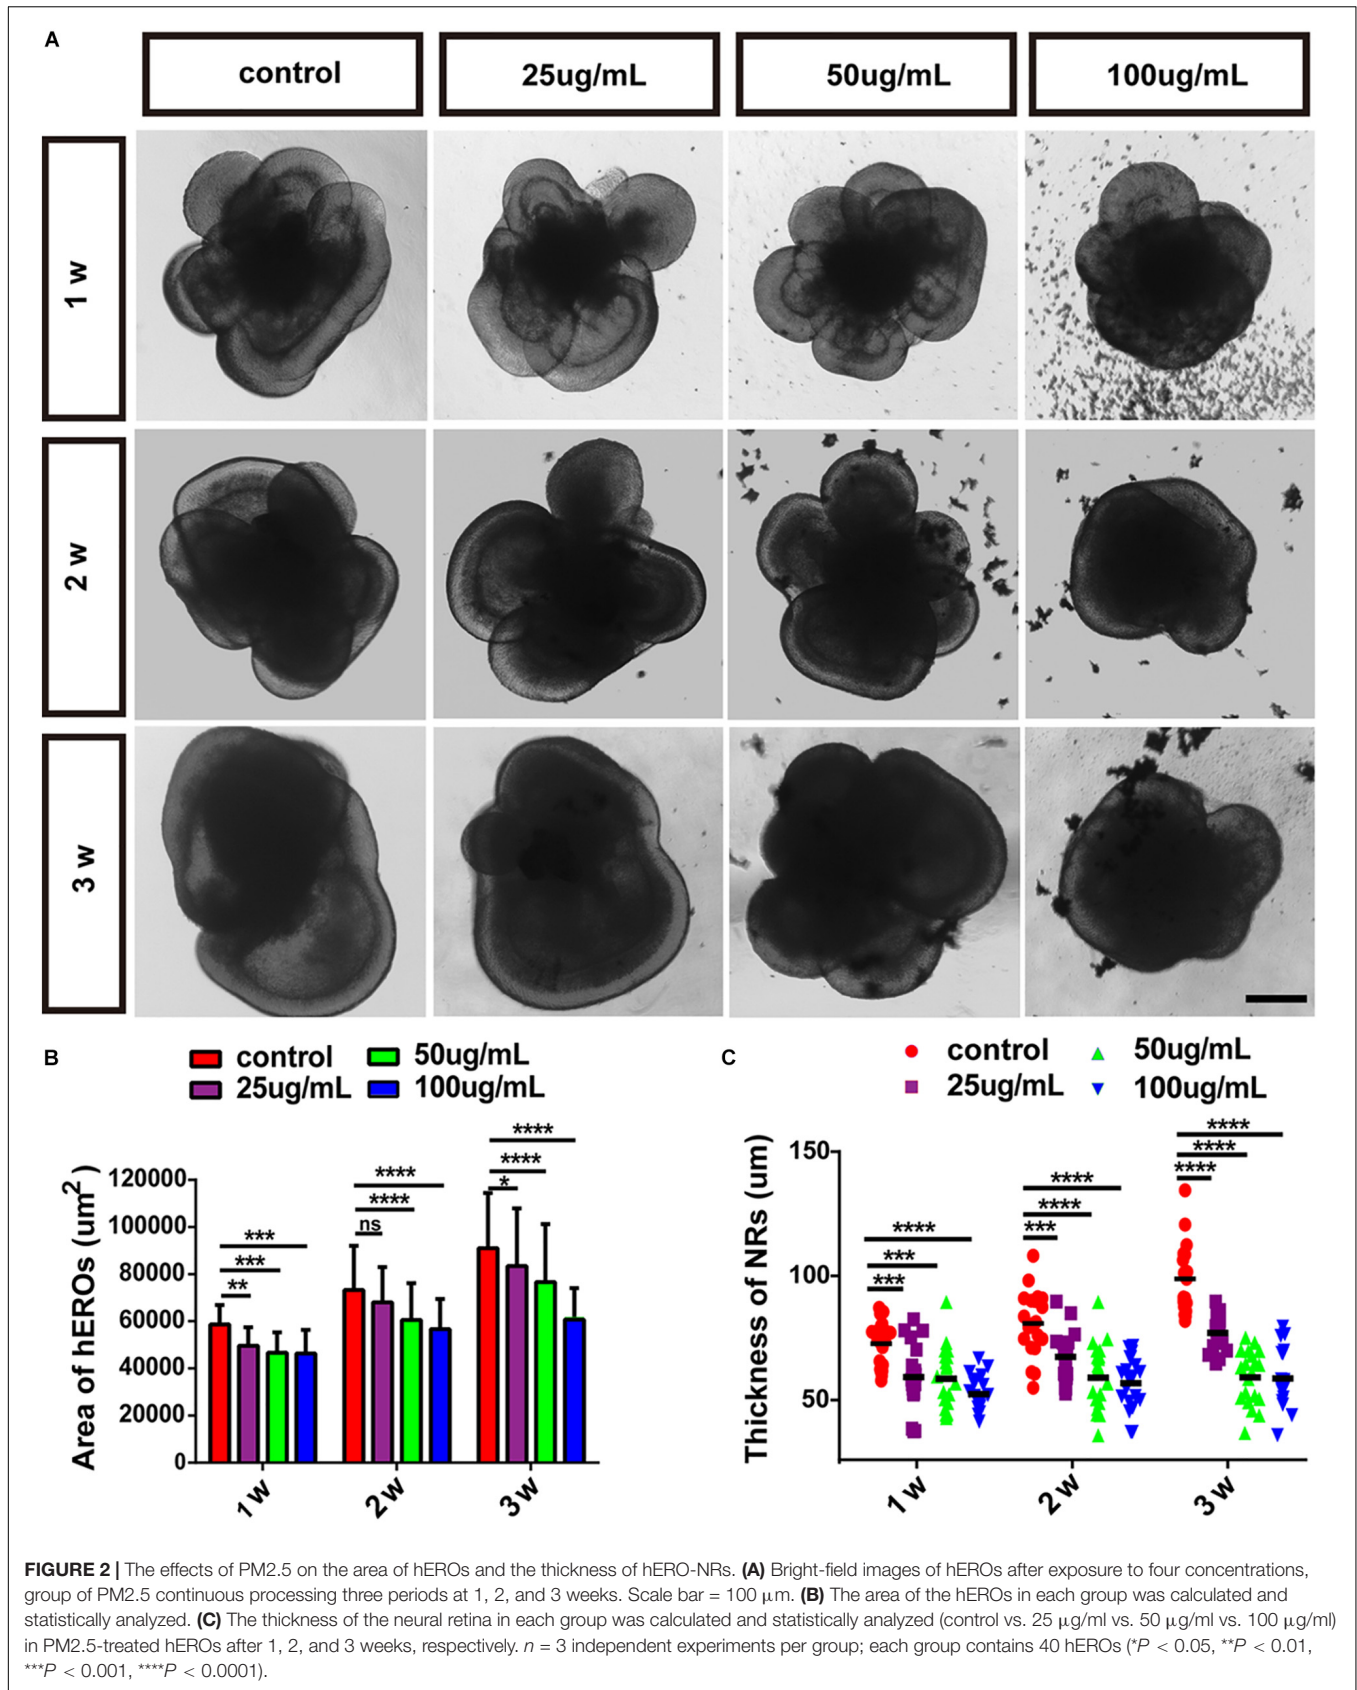 A
control
25ug/mL
50ug/mL
100ug/mL
1 w
2 w
3 w
B
control
50ug/mL
25ug/mL
100ug/mL
Area of hEROs (um²)
120000
100000
80000
60000
40000
20000
0
***
***
**
****
****
ns
****
****
*
1 w
2 w
3 w
C
control
50ug/mL
25ug/mL
100ug/mL
Thickness of NRs (um)
150
100
50
****
***
***
****
****
***
****
****
****
1 w
2 w
3 w
FIGURE 2 | The effects of PM2.5 on the area of hEROs and the thickness of hERO-NRs. (A) Bright-field images of hEROs after exposure to four concentrations,
group of PM2.5 continuous processing three periods at 1, 2, and 3 weeks. Scale bar = 100 μm. (B) The area of the hEROs in each group was calculated and
statistically analyzed. (C) The thickness of the neural retina in each group was calculated and statistically analyzed (control vs. 25 μg/ml vs. 50 μg/ml vs. 100 μg/ml)
in PM2.5-treated hEROs after 1, 2, and 3 weeks, respectively. n = 3 independent experiments per group; each group contains 40 hEROs (*P < 0.05, **P < 0.01,
***P < 0.001, ****P < 0.0001).